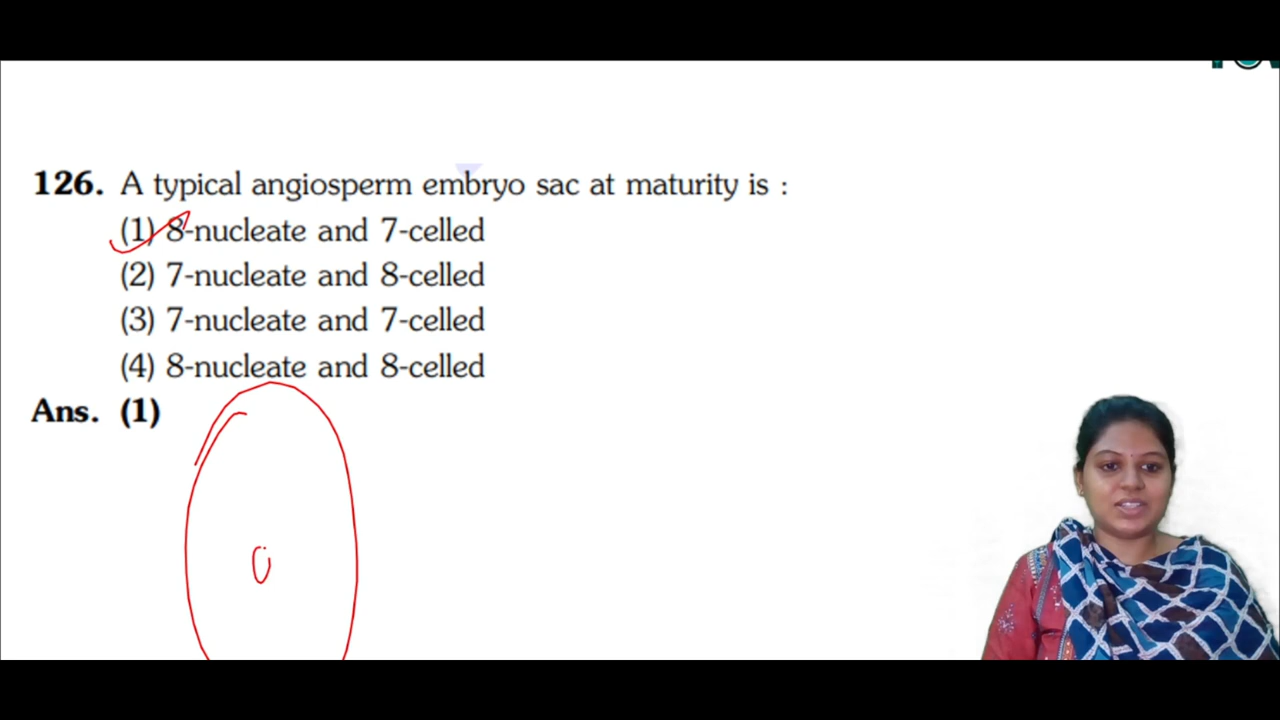 126. A typical angiosperm embryo sac at maturity is :
(1) 8-nucleate and 7-celled
(2) 7-nucleate and 8-celled
(3) 7-nucleate and 7-celled
(4) 8-nucleate and 8-celled
Ans. (1)